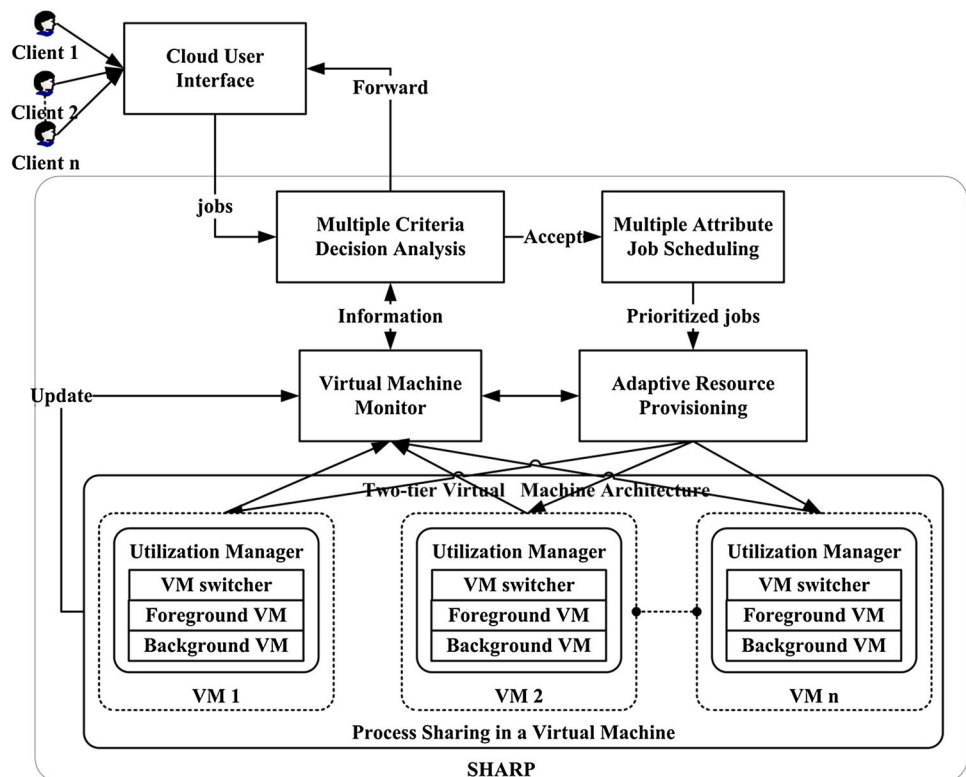 Client 1
Client 2
Client n
Cloud User
Interface
Forward
jobs
Multiple Criteria
Decision Analysis
Accept
Multiple Attribute
Job Scheduling
Information
Prioritized jobs
Update
Virtual Machine
Monitor
Adaptive Resource
Provisioning
Two-tier Virtual Machine Architecture
Utilization Manager
VM switcher
Foreground VM
Background VM
VM 1
Utilization Manager
VM switcher
Foreground VM
Background VM
VM 2
Utilization Manager
VM switcher
Foreground VM
Background VM
VM n
Process Sharing in a Virtual Machine
SHARP